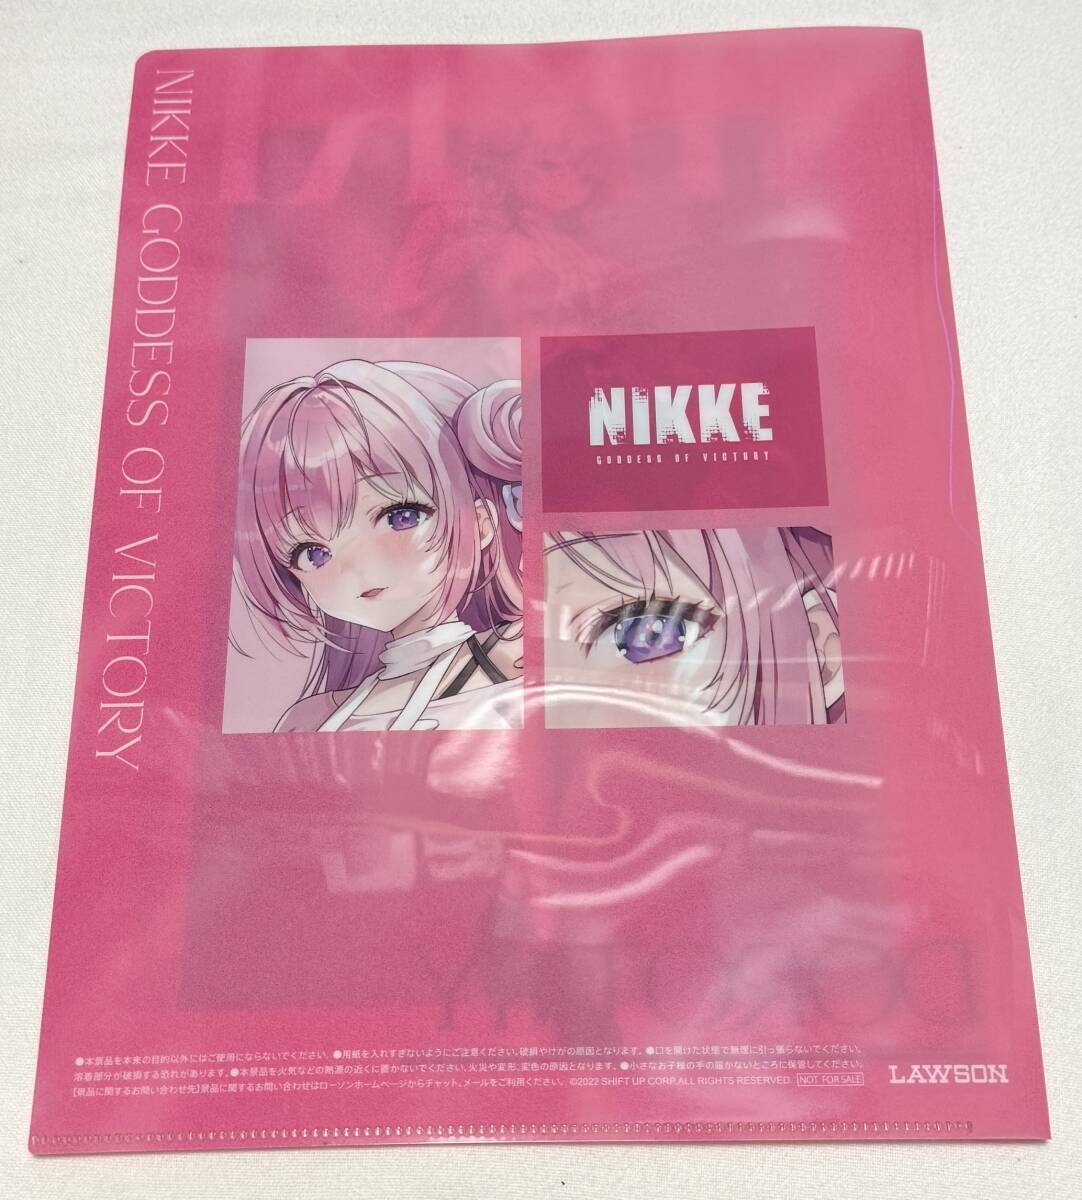 NIKKE GODDESS OF VICTORY
NIKKE
GODDESS OF VICTORY
DOROTHY
●本景品を本来の目的以外にはご使用にならないでください。●用紙を入れすぎないようにご注意ください。破損やけがの原因となります。●口を開けた状態で無理に引っ張らないでください。
溶着部分が破損する恐れがあります。●本景品を火気などの熱源の近くに置かないでください。火災や変形、変色の原因となります。●小さなお子様の手の届かないところに保管してください。
【景品に関するお問い合わせ先】景品に関するお問い合わせはローソンホームページからチャット、メールをご利用ください。 ©2022 SHIFT UP CORP.ALL RIGHTS RESERVED. NOT FOR SALE
LAWSON